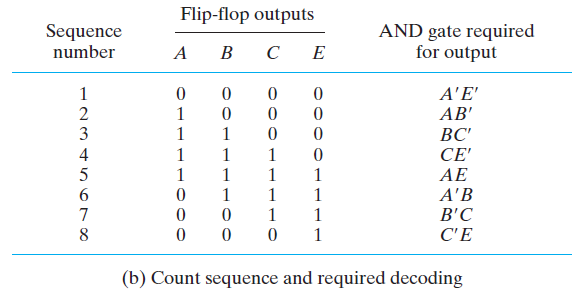 Flip-flop outputs
Sequence number A B C E AND gate required for output
1 0 0 0 0 A'E'
2 1 0 0 0 AB'
3 1 1 0 0 BC'
4 1 1 1 0 CE'
5 1 1 1 1 AE
6 0 1 1 1 A'B
7 0 0 1 1 B'C
8 0 0 0 1 C'E
(b) Count sequence and required decoding